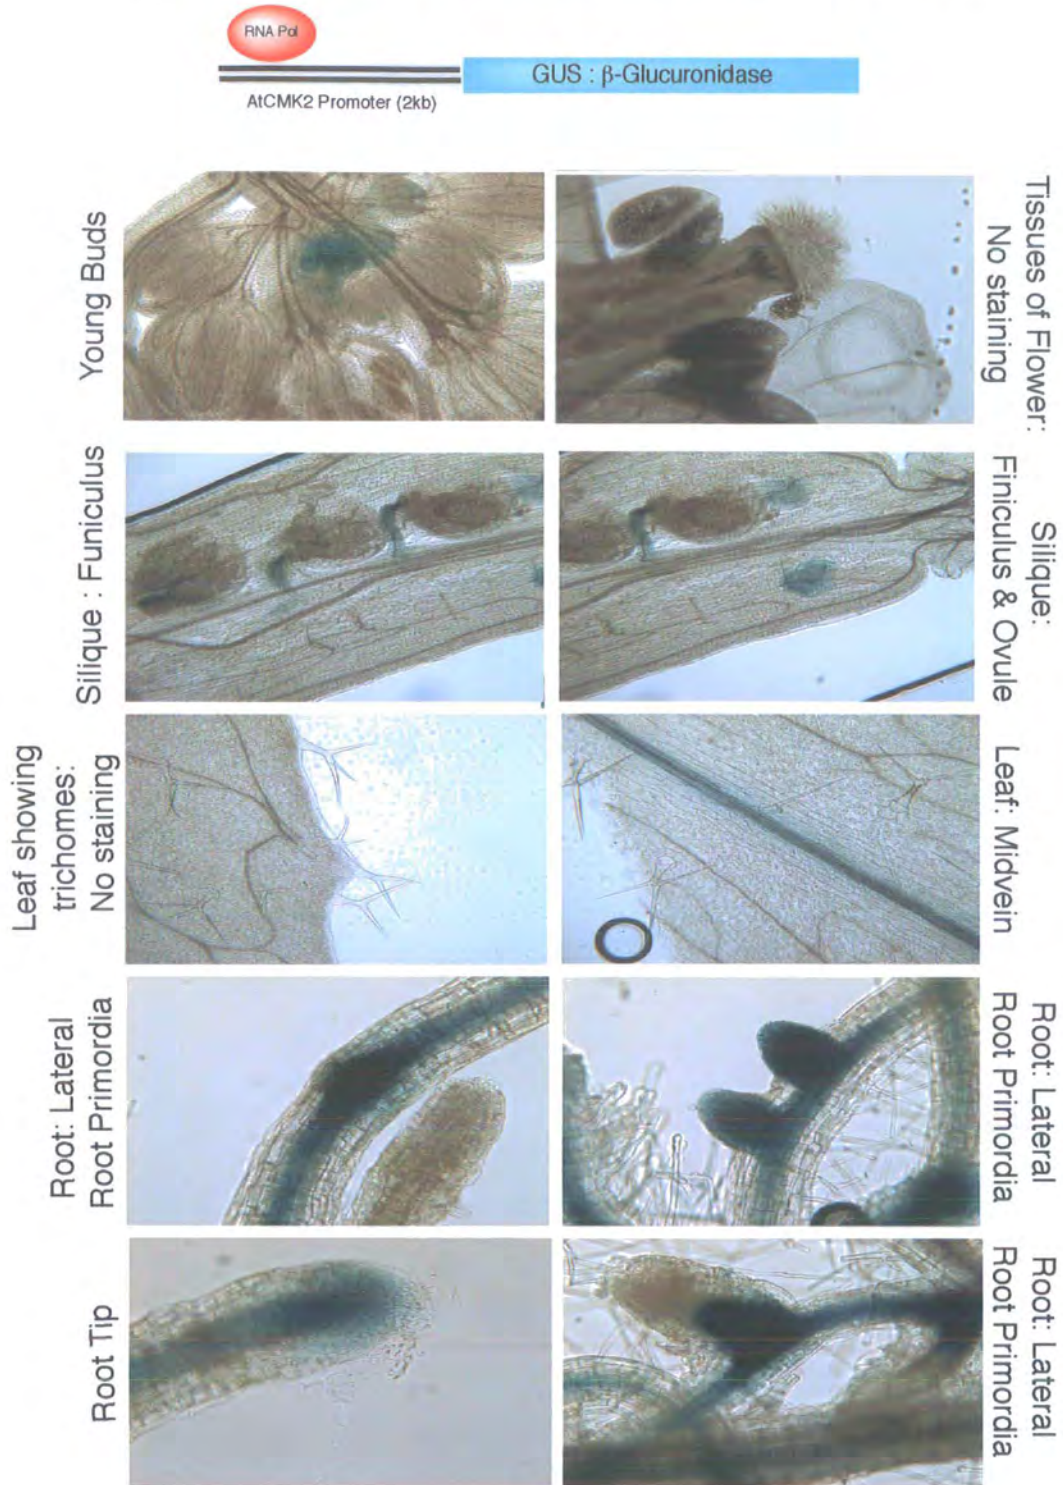 RNA Pol
GUS : β-Glucuronidase
AtCMK2 Promoter (2kb)
Young Buds
Tissues of Flower:
No staining
Silique : Funiculus
Silique:
Finiculus & Ovule
Leaf showing
trichomes:
No staining
Leaf: Midvein
Root: Lateral
Root Primordia
Root: Lateral
Root Primordia
Root Tip
Root: Lateral
Root Primordia